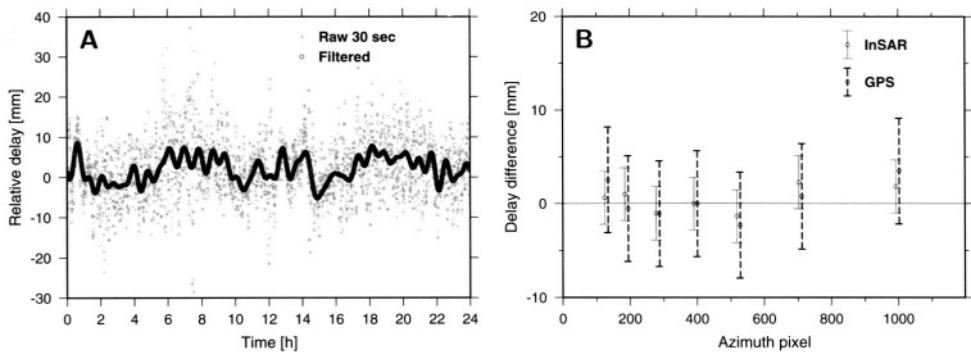 A
Raw 30 sec
Filtered
Relative delay [mm]
40
30
20
10
0
-10
-20
-30
0 2 4 6 8 10 12 14 16 18 20 22 24
Time [h]
B
InSAR
GPS
Delay difference [mm]
20
10
0
-10
0 200 400 600 800 1000
Azimuth pixel